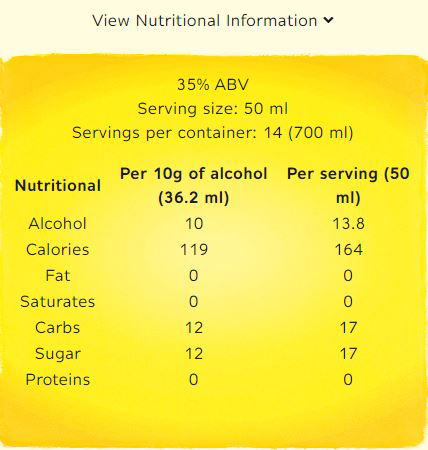 View Nutritional Information
35% ABV
Serving size: 50 ml
Servings per container: 14 (700 ml)
Nutritional Per 10g of alcohol (36.2 ml) Per serving (50 ml)
Alcohol 10 13.8
Calories 119 164
Fat 0 0
Saturates 0 0
Carbs 12 17
Sugar 12 17
Proteins 0 0